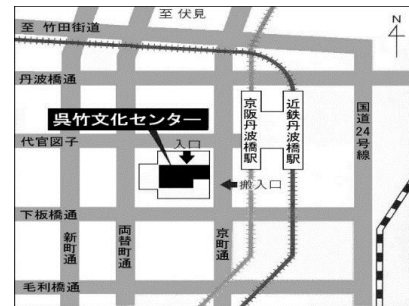 至 伏見
至 竹田街道
N
丹波橋通
呉竹文化センター
代官図子
入口
京阪丹波橋駅
近鉄丹波橋駅
国道24号線
搬入口
下板橋通
新町通
両替町通
京町通
毛利橋通